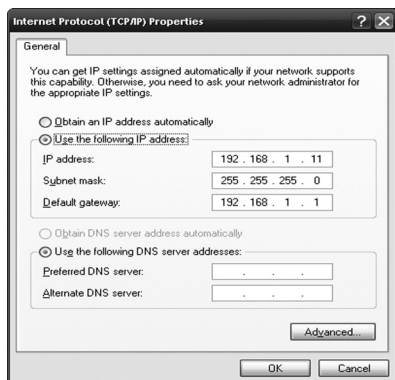 Internet Protocol (TCP/IP) Properties
General
You can get IP settings assigned automatically if your network supports
this capability. Otherwise, you need to ask your network administrator for
the appropriate IP settings.
Obtain an IP address automatically
Use the following IP address:
IP address: 192 . 168 . 1 . 11
Subnet mask: 255 . 255 . 255 . 0
Default gateway: 192 . 168 . 1 . 1
Obtain DNS server address automatically
Use the following DNS server addresses:
Preferred DNS server: . . .
Alternate DNS server: . . .
Advanced...
OK Cancel